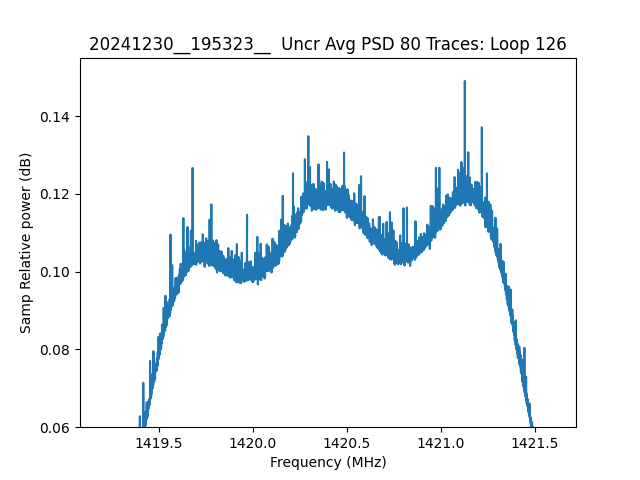 20241230__195323__  Uncr Avg PSD 80 Traces: Loop 126
0.14
0.12
0.10
0.08
0.06
Samp Relative power (dB)
1419.5 1420.0 1420.5 1421.0 1421.5
Frequency (MHz)